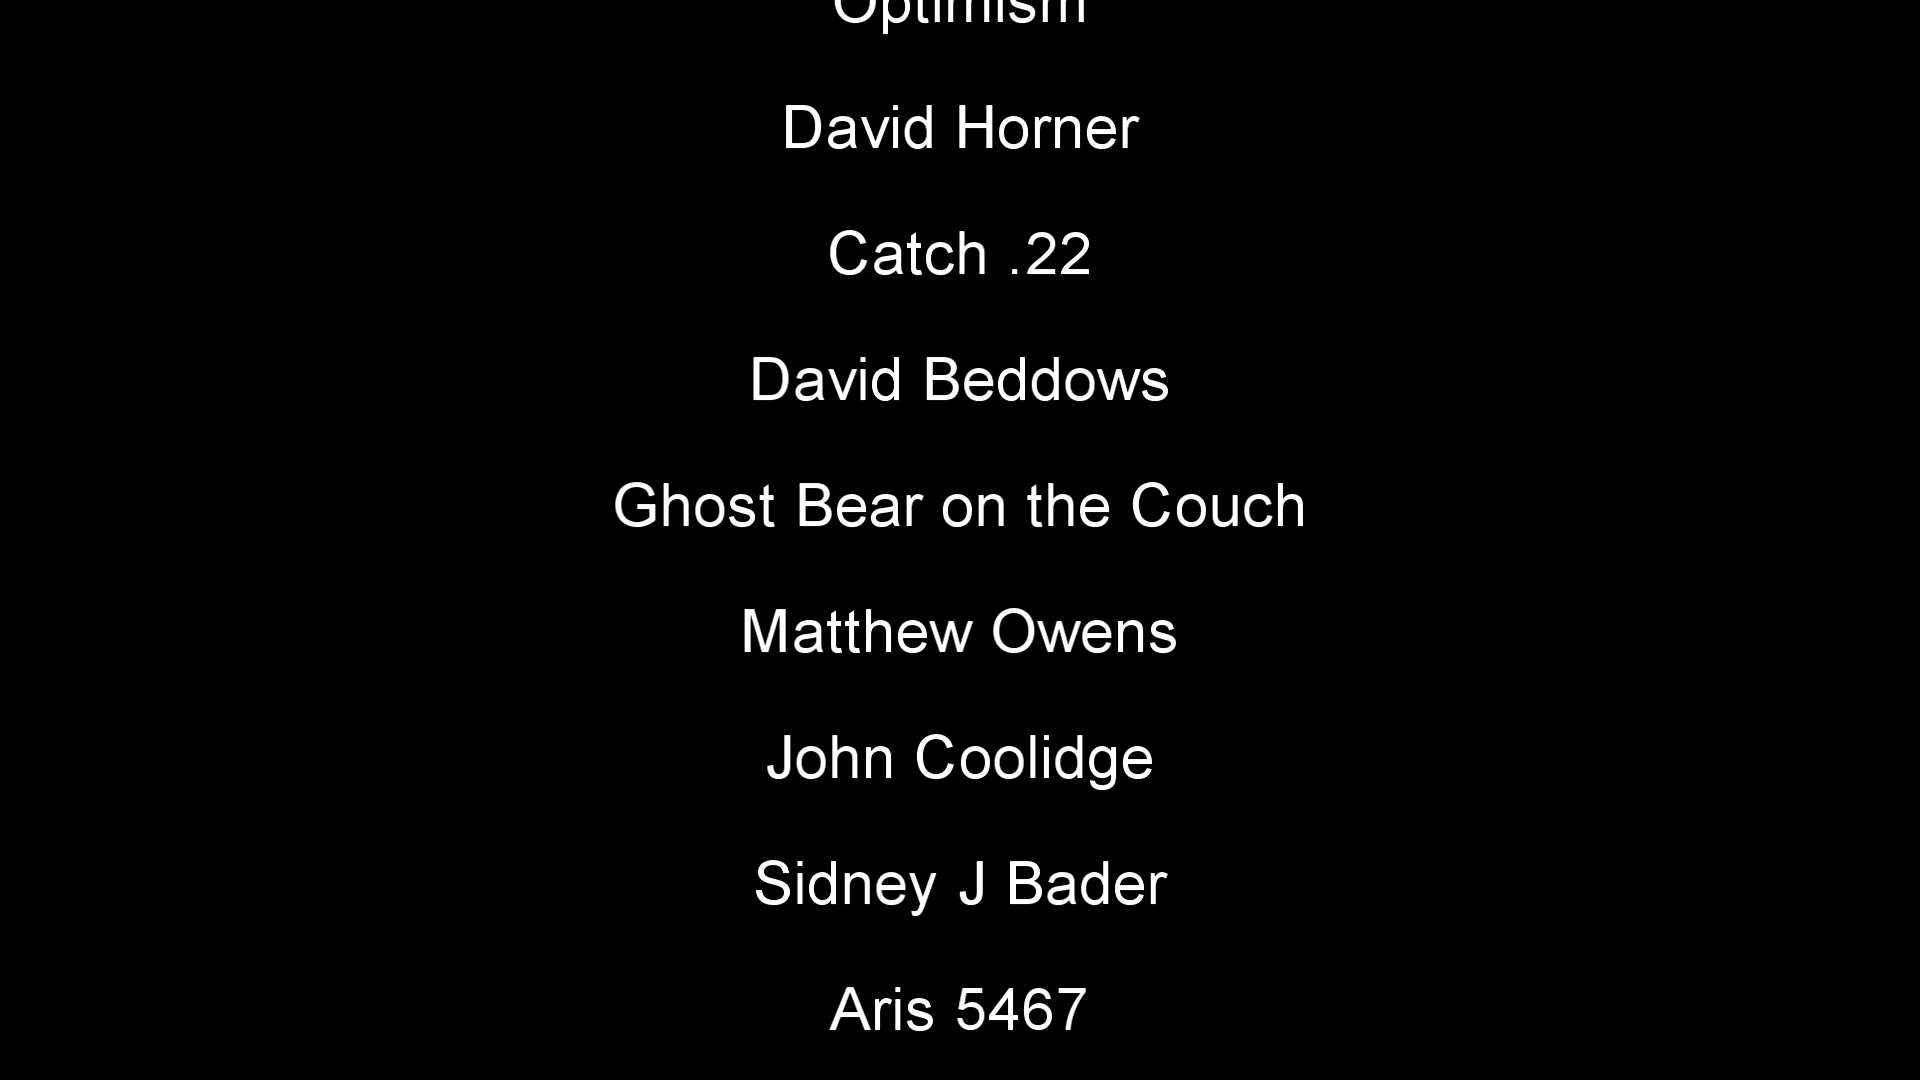 Optimism
David Horner
Catch .22
David Beddows
Ghost Bear on the Couch
Matthew Owens
John Coolidge
Sidney J Bader
Aris 5467